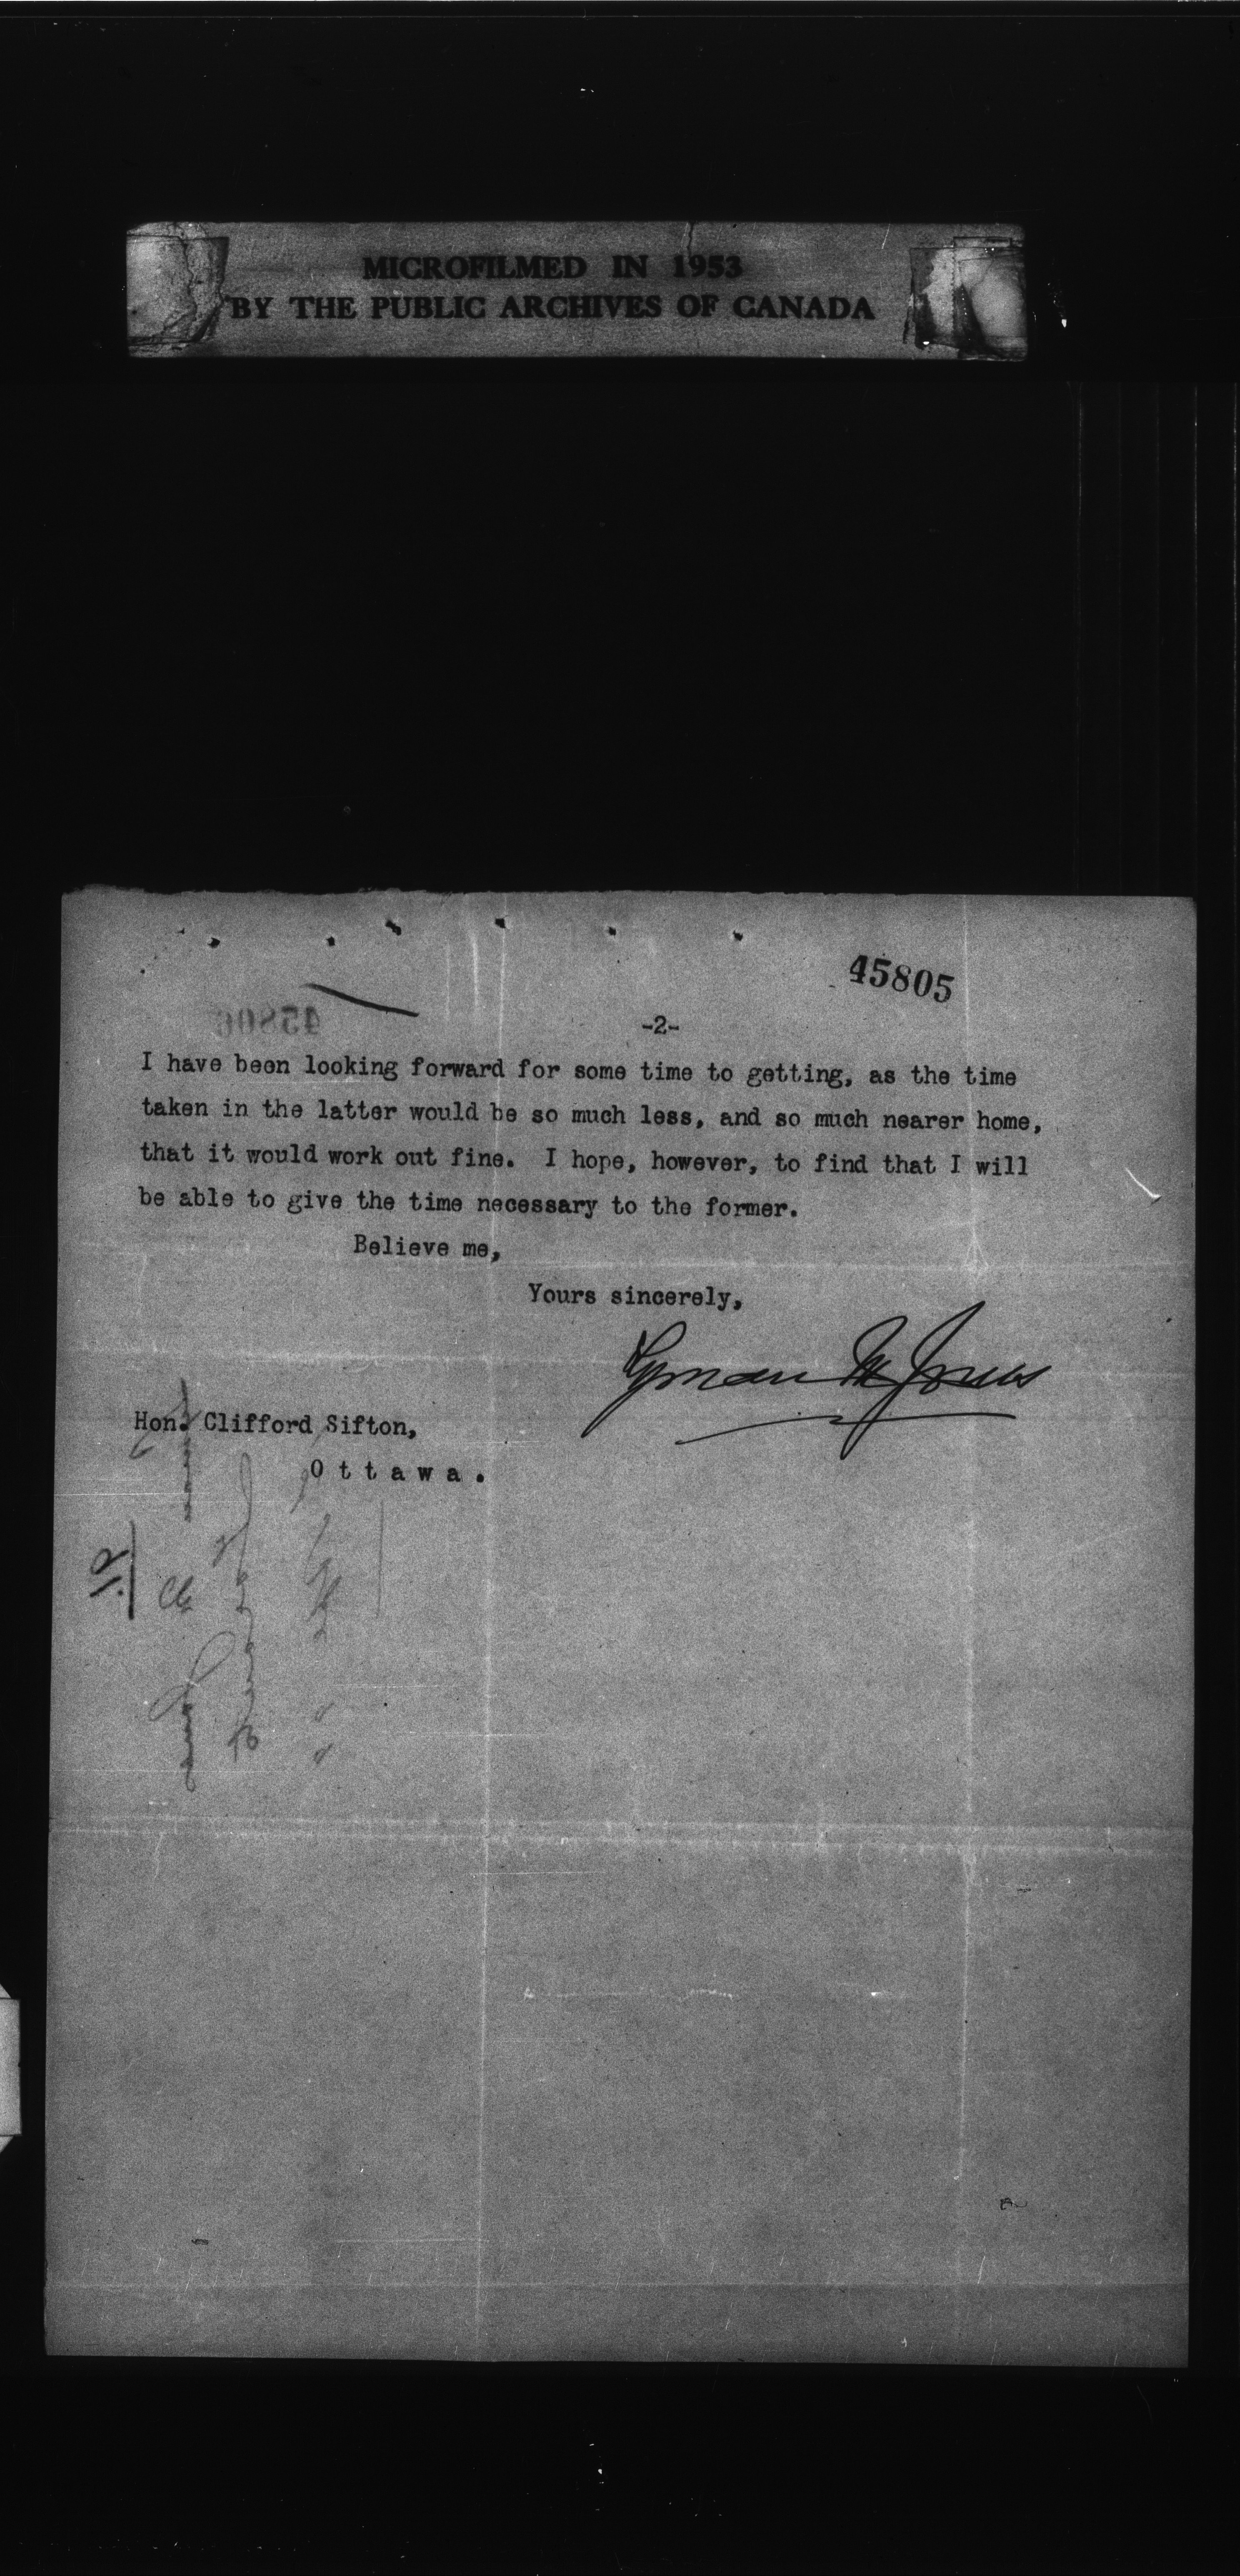 MICROFILMED IN 1953
BY THE PUBLIC ARCHIVES OF CANADA
45805
-2-
I have been looking forward for some time to getting, as the time
taken in the latter would be so much less, and so much nearer home,
that it would work out fine. I hope, however, to find that I will
be able to give the time necessary to the former.
Believe me,
Yours sincerely,
Lyman M Jones
Hon. Clifford Sifton,
Ottawa.